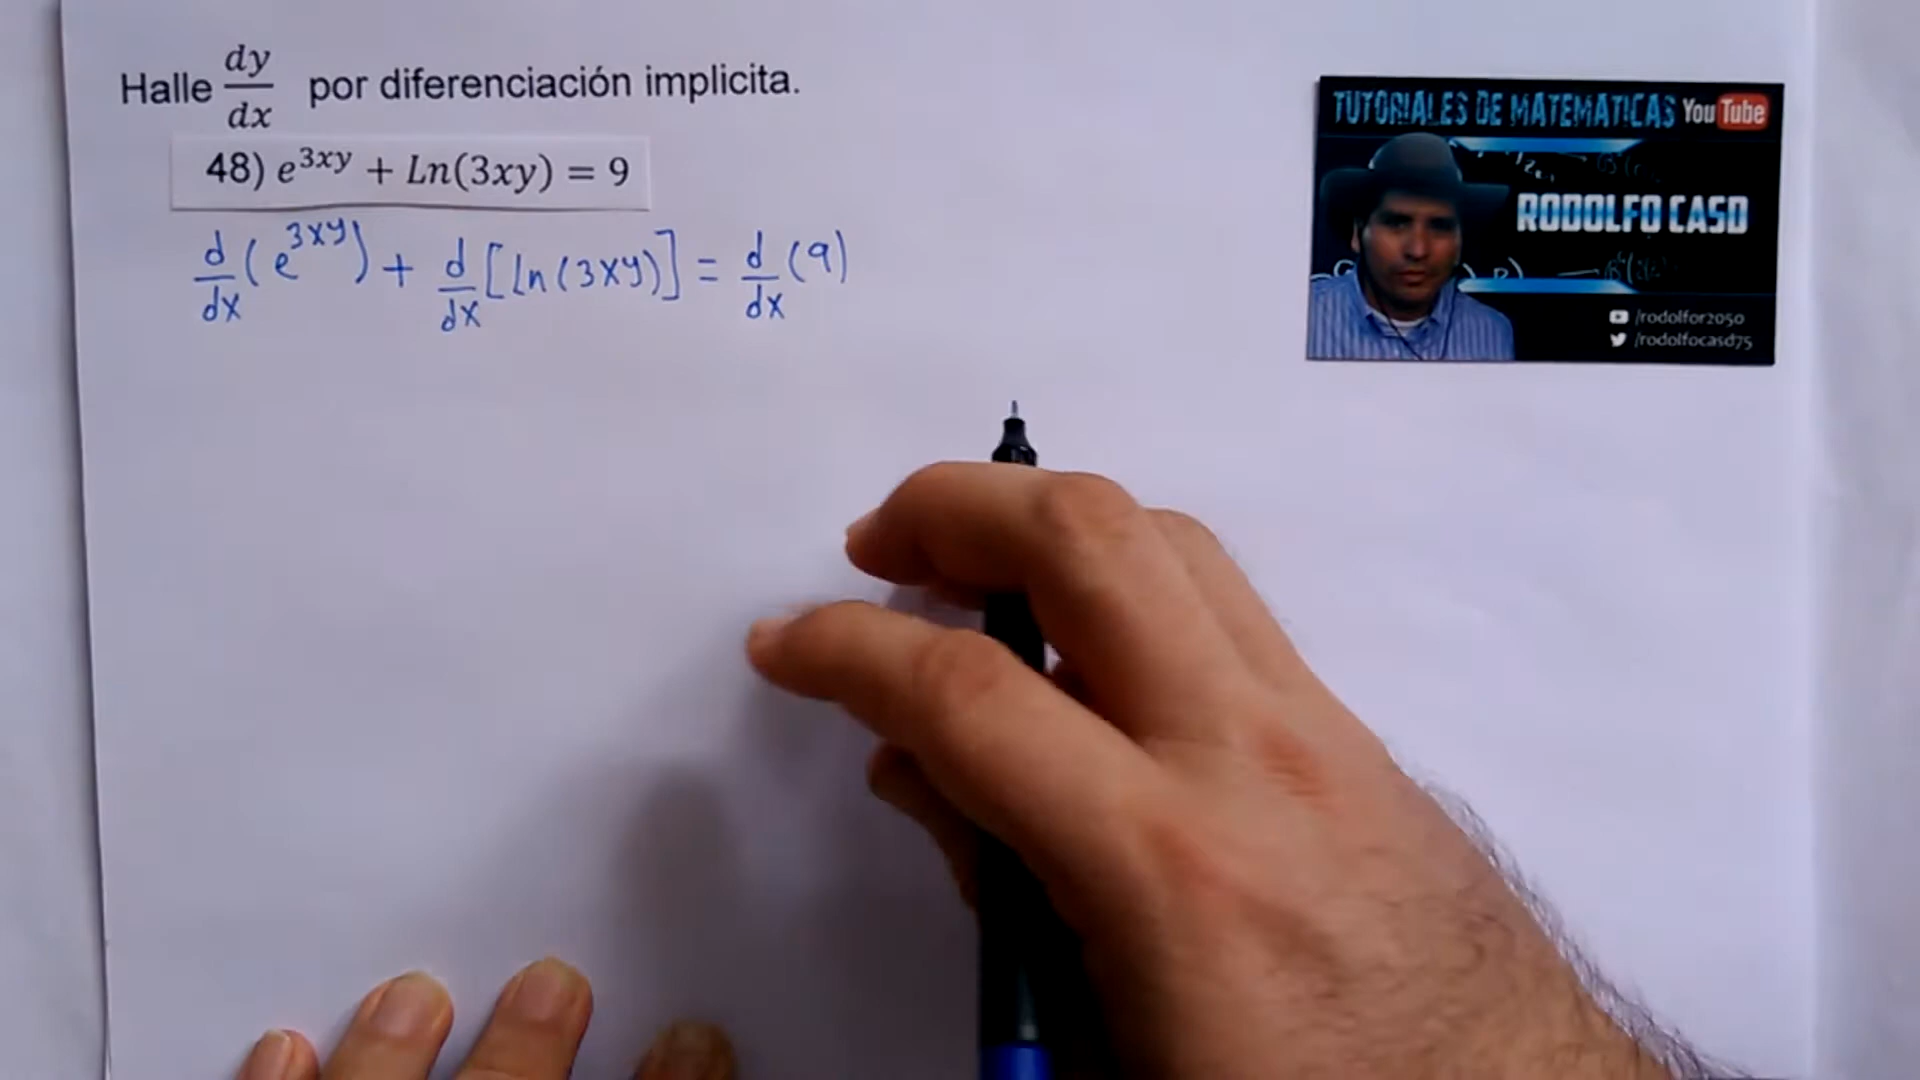 Halle dy/dx por diferenciación implicita.
48) e^{3xy} + Ln(3xy) = 9
d/dx (e^{3xy}) + d/dx [ln(3xy)] = d/dx (9)
TUTORIALES DE MATEMATICAS YouTube
RODOLFO CASD
/rodolfor2050
/rodolfocasd75